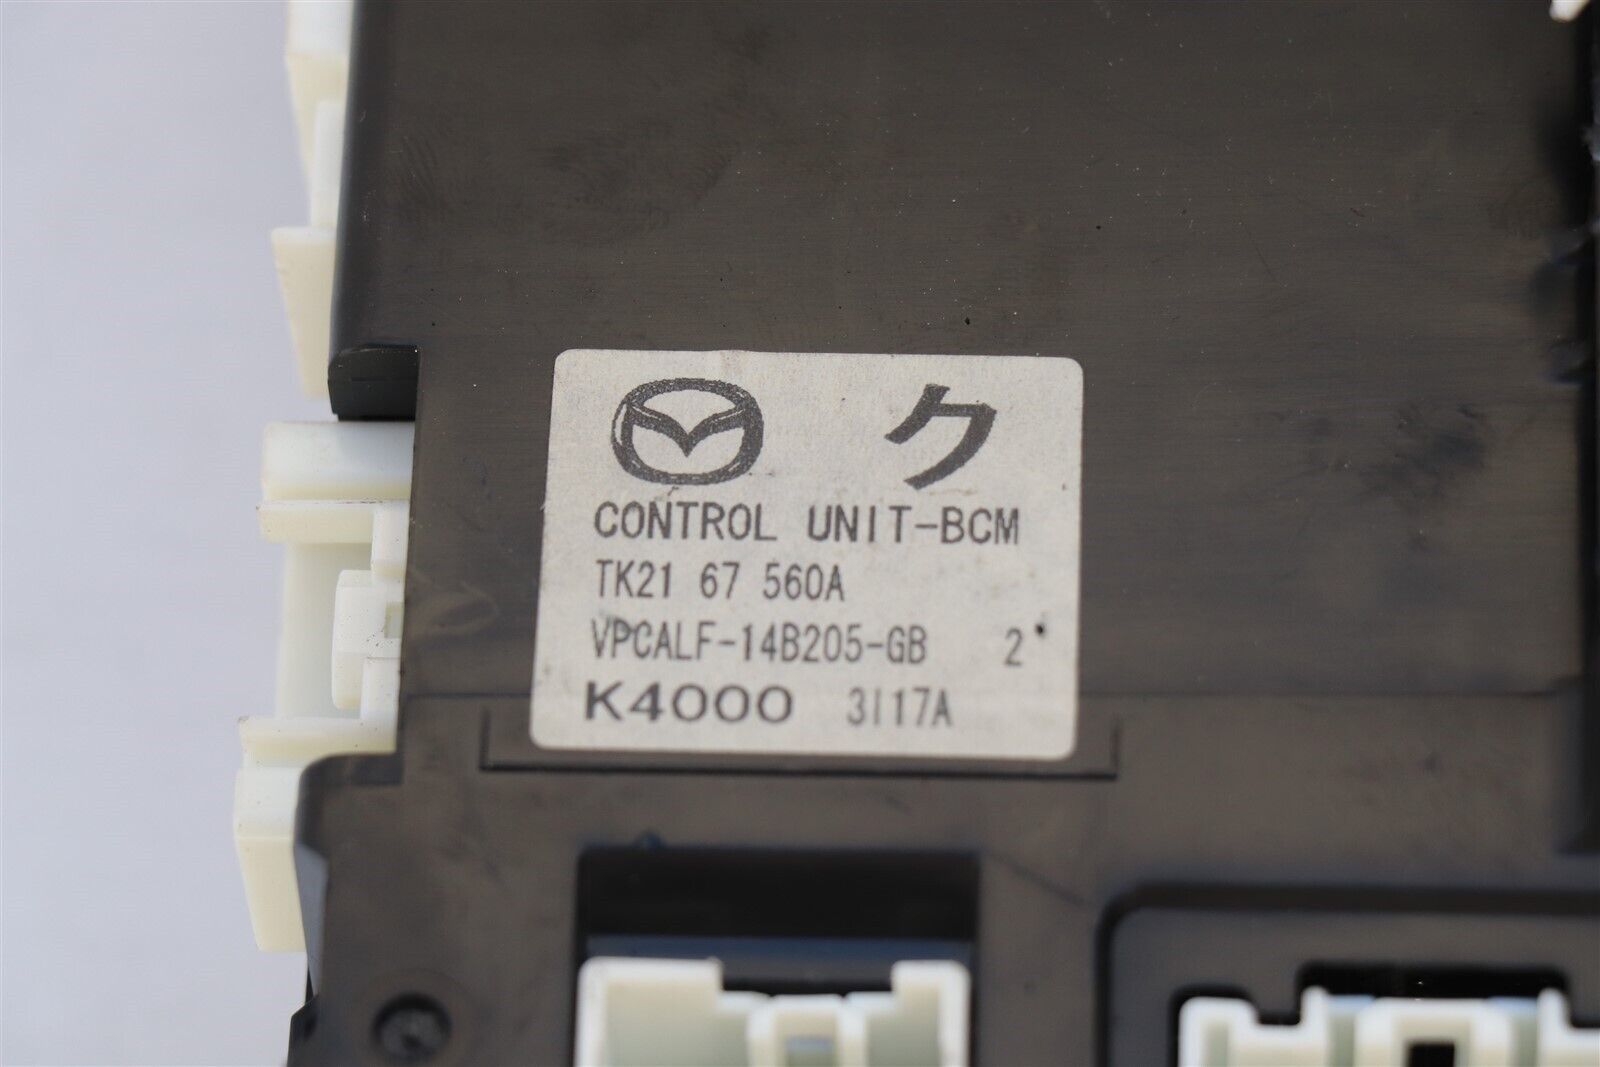 ク
CONTROL UNIT-BCM
TK21 67 560A
VPCALF-14B205-GB 2
K4000 3I17A